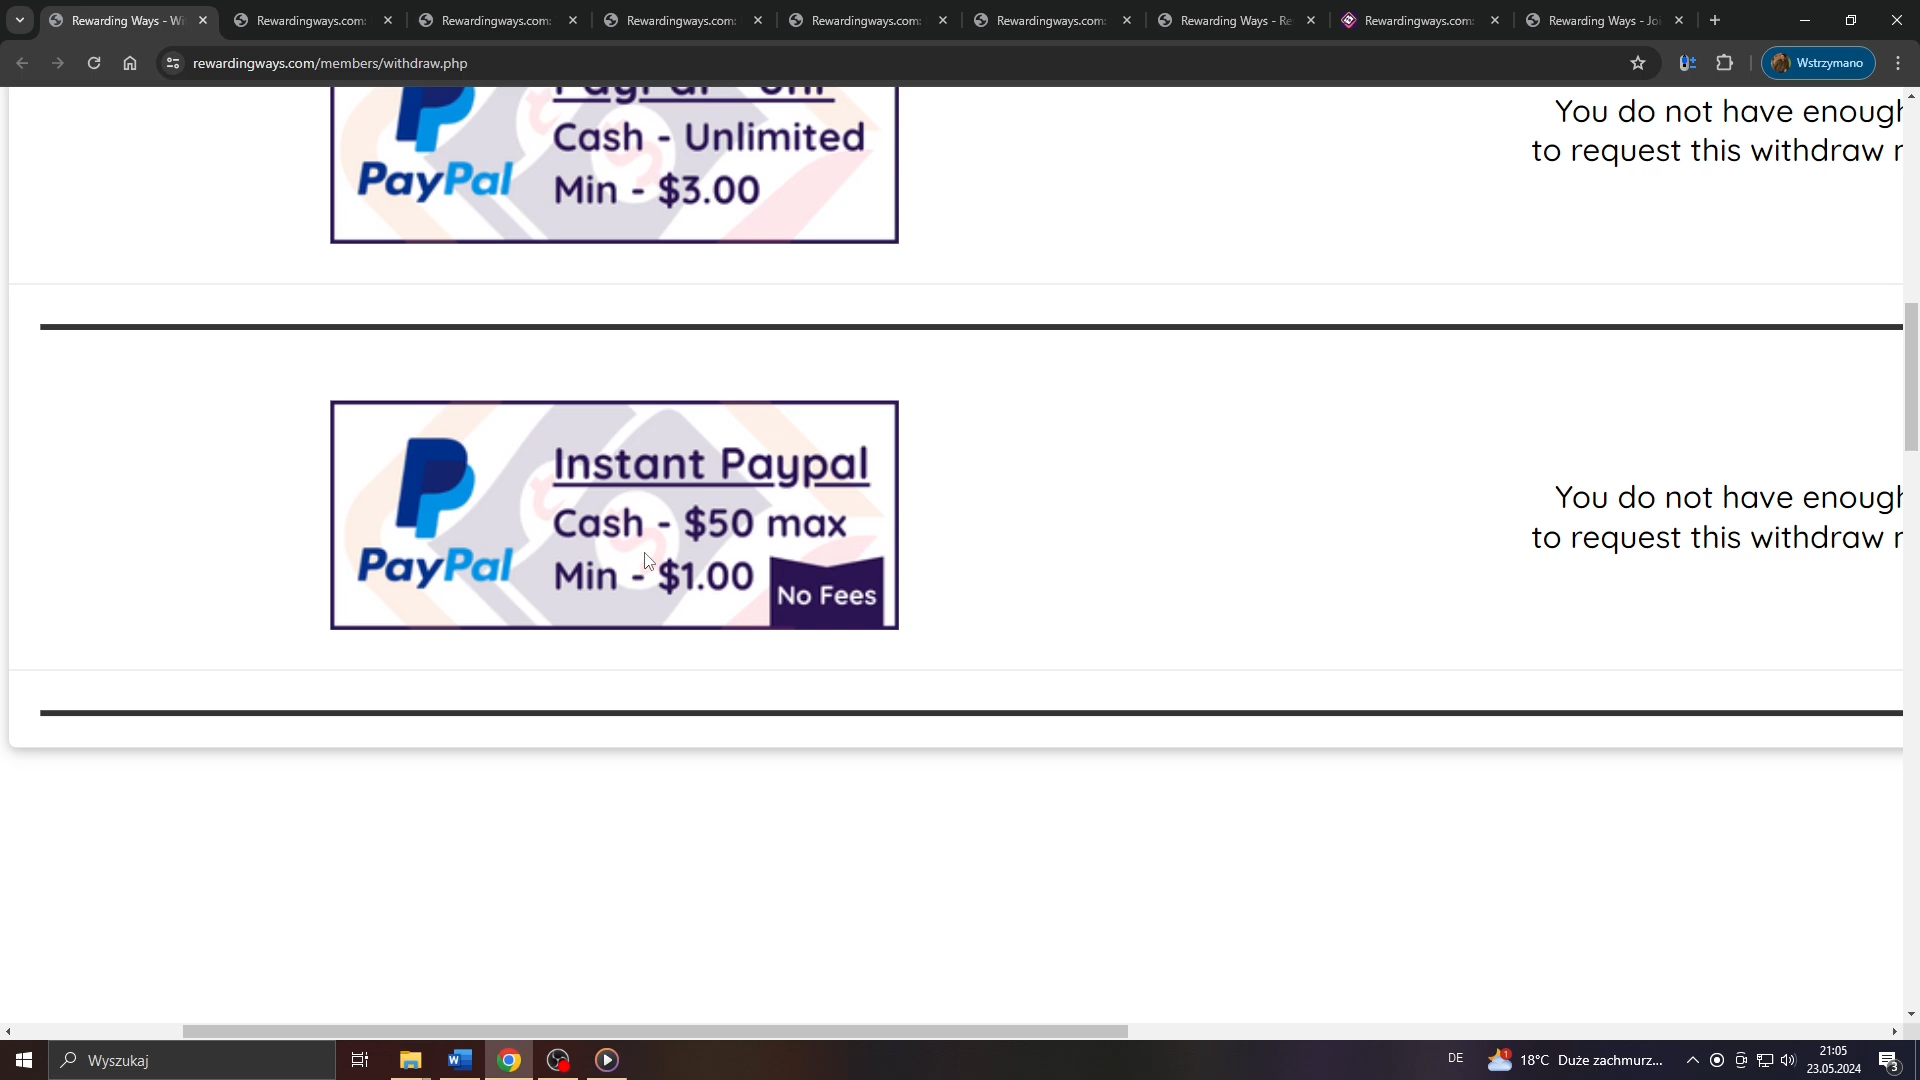 Rewarding Ways - Wi
Rewardingways.com:
Rewardingways.com:
Rewardingways.com:
Rewardingways.com:
Rewardingways.com:
Rewarding Ways - Re
Rewardingways.com:
Rewarding Ways - Joi
rewardingways.com/members/withdraw.php
Wstrzymano
PayPal
Cash - Unlimited
Min - $3.00
You do not have enough
to request this withdraw
PayPal
Instant Paypal
Cash - $50 max
Min - $1.00
No Fees
You do not have enough
to request this withdraw
Wyszukaj
DE
1
18°C Duże zachmurz...
21:05
23.05.2024
3